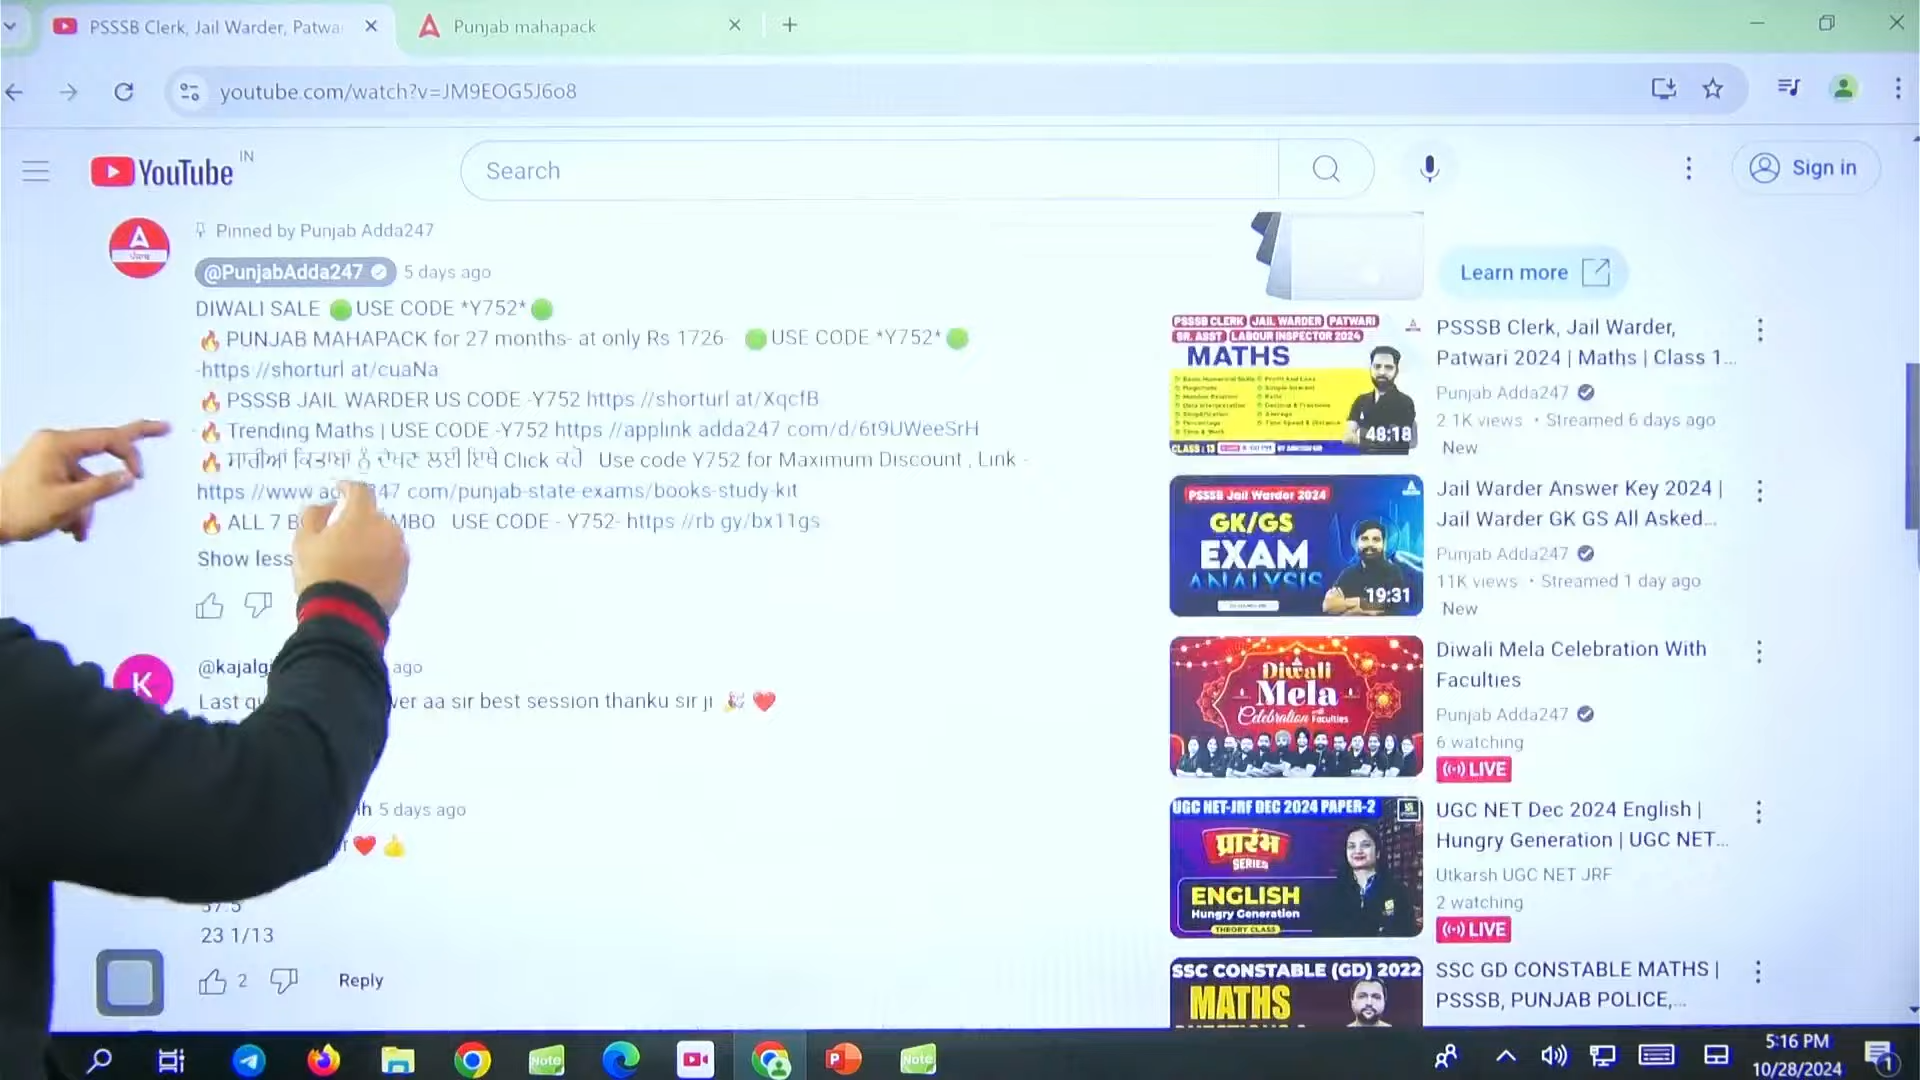 PSSSB Clerk, Jail Warder, Patwa
Punjab mahapack
youtube.com/watch?v=JM9EOG5J6o8
YouTube IN
Search
Sign in
Pinned by Punjab Adda247
@PunjabAdda247 5 days ago
DIWALI SALE 🟢USE CODE *Y752*🟢
🔥 PUNJAB MAHAPACK for 27 months- at only Rs 1726- 🟢USE CODE *Y752*🟢
-https //shorturl at/cuaNa
🔥 PSSSB JAIL WARDER US CODE -Y752 https //shorturl at/XqcfB
🔥 Trending Maths | USE CODE -Y752 https //applink adda247 com/d/6t9UWeeSrH
🔥 ਸਾਰੀਆਂ ਕਿਤਾਬਾਂ ਨੂੰ ਦੇਖਣ ਲਈ ਇਥੇ Click ਕਰੋ Use code Y752 for Maximum Discount , Link -
https //www 47 com/punjab-state-exams/books-study-kit
🔥 ALL 7 MBO USE CODE - Y752- https //rb gy/bx11gs
Show less
K
@kajalg ago
Last qu ver aa sir best session thanku sir ji 🎉 ❤️
h 5 days ago
r ❤️ 👍
37.5
23 1/13
2 Reply
Learn more
PSSSB CLERK JAIL WARDER PATWARI
SR. ASST LABOUR INSPECTOR 2024
MATHS
CLASS : 13
48:18
PSSSB Clerk, Jail Warder,
Patwari 2024 | Maths | Class 1...
Punjab Adda247
2.1K views • Streamed 6 days ago
New
PSSSB Jail Warder 2024
GK/GS
EXAM
ANALYSIS
19:31
Jail Warder Answer Key 2024 |
Jail Warder GK GS All Asked...
Punjab Adda247
11K views • Streamed 1 day ago
New
Diwali
Mela
Celebration Faculties
Diwali Mela Celebration With
Faculties
Punjab Adda247
6 watching
LIVE
UGC NET-JRF DEC 2024 PAPER-2
प्रारंभ
SERIES
ENGLISH
Hungry Generation
THEORY CLASS
UGC NET Dec 2024 English |
Hungry Generation | UGC NET...
Utkarsh UGC NET JRF
2 watching
LIVE
SSC CONSTABLE (GD) 2022
MATHS
SSC GD CONSTABLE MATHS |
PSSSB, PUNJAB POLICE,...
Note
P
Note
5:16 PM
10/28/2024
1